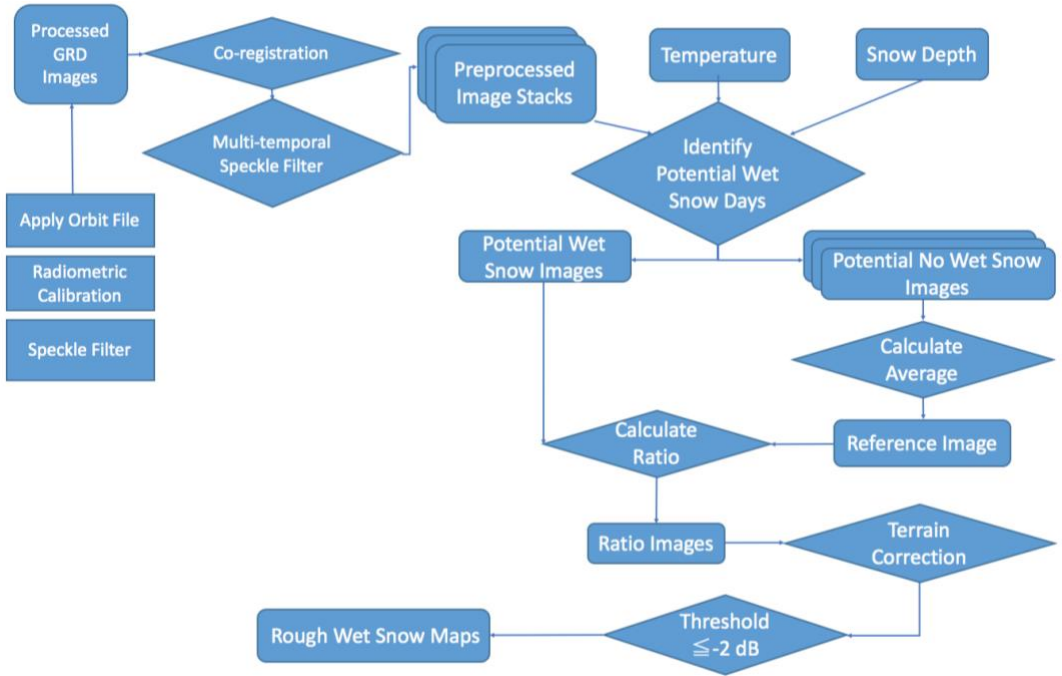 Processed
GRD
Images
Co-registration
Multi-temporal
Speckle Filter
Apply Orbit File
Radiometric
Calibration
Speckle Filter
Preprocessed
Image Stacks
Temperature
Snow Depth
Identify
Potential Wet
Snow Days
Potential Wet
Snow Images
Potential No Wet Snow
Images
Calculate
Average
Reference Image
Calculate
Ratio
Ratio Images
Terrain
Correction
Threshold
≦-2 dB
Rough Wet Snow Maps